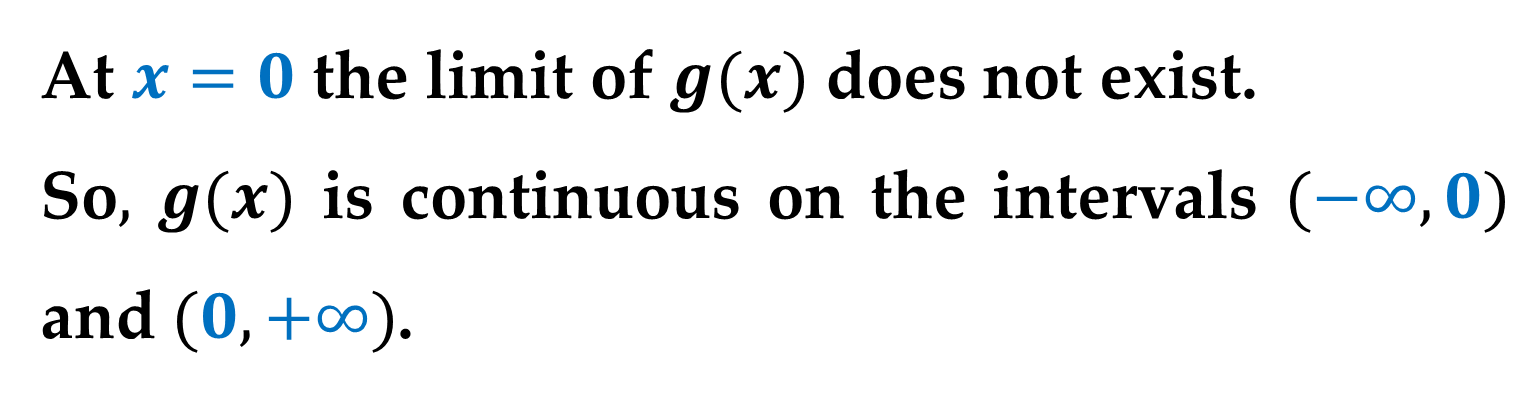 At x = 0 the limit of g(x) does not exist.
So, g(x) is continuous on the intervals (−∞, 0)
and (0, +∞).